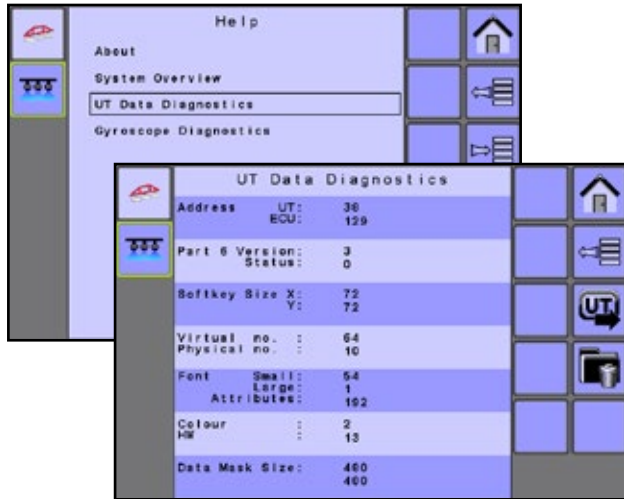 Help
About
System Overview
UT Data Diagnostics
Gyroscope Diagnostics
UT Data Diagnostics
Address UT: 38
ECU: 129
Part 6 Version: 3
Status: 0
Softkey Size X: 72
Y: 72
Virtual no. : 64
Physical no. : 10
Font Small: 54
Large: 1
Attributes: 192
Colour : 2
HW : 13
Data Mask Size: 480
480
UT